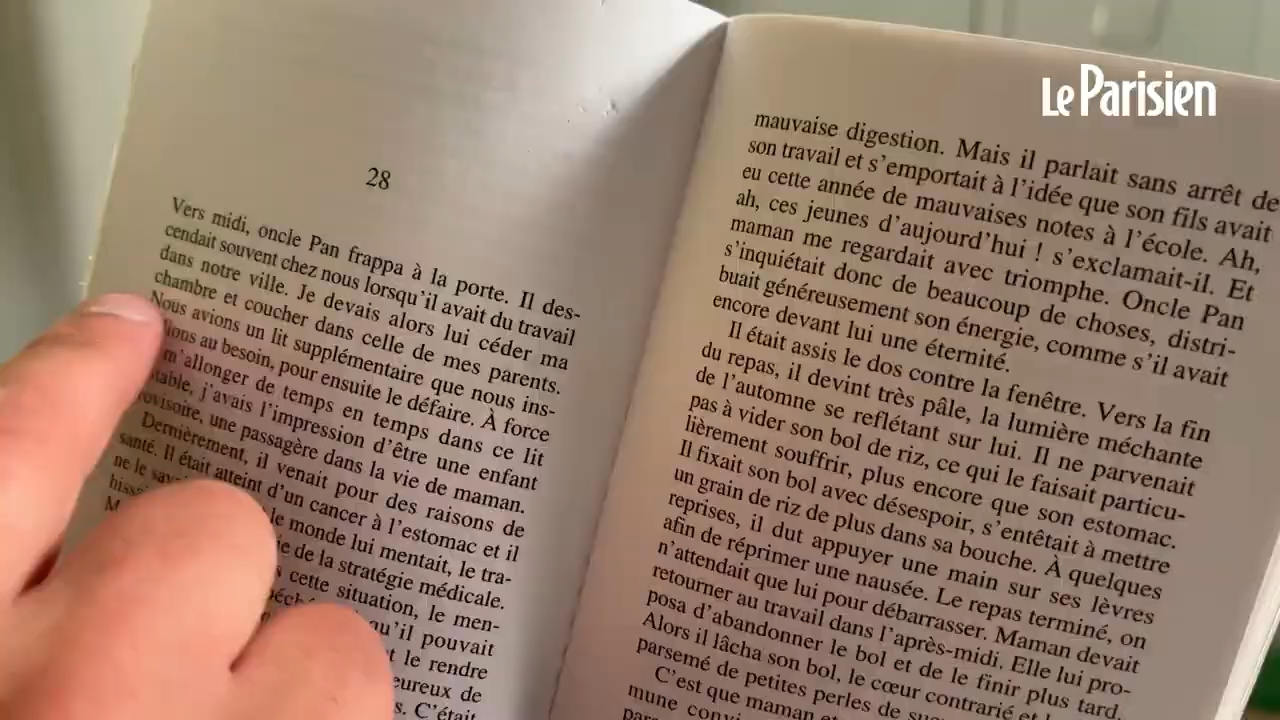 28
Vers midi, oncle Pan frappa à la porte. Il des-
cendait souvent chez nous lorsqu'il avait du travail
dans notre ville. Je devais alors lui céder ma
chambre et coucher dans celle de mes parents.
Nous avions un lit supplémentaire que nous ins-
au besoin, pour ensuite le défaire. À force
m'allonger de temps en temps dans ce lit
j'avais l'impression d'être une enfant
une passagère dans la vie de maman.
Dernièrement, il venait pour des raisons de
santé. Il était atteint d'un cancer à l'estomac et il
ne le le monde lui mentait, le tra-
de la stratégie médicale.
cette situation, le men-
qu'il pouvait
le rendre
de
C'était
mauvaise digestion. Mais il parlait sans arrêt de
son travail et s'emportait à l'idée que son fils avait
eu cette année de mauvaises notes à l'école. Ah,
ah, ces jeunes d'aujourd'hui ! s'exclamait-il. Et
maman me regardait avec triomphe. Oncle Pan
s'inquiétait donc de beaucoup de choses, distri-
buait généreusement son énergie, comme s'il avait
encore devant lui une éternité.
Il était assis le dos contre la fenêtre. Vers la fin
du repas, il devint très pâle, la lumière méchante
de l'automne se reflétant sur lui. Il ne parvenait
pas à vider son bol de riz, ce qui le faisait particu-
lièrement souffrir, plus encore que son estomac.
Il fixait son bol avec désespoir, s'entêtait à mettre
un grain de riz de plus dans sa bouche. À quelques
reprises, il dut appuyer une main sur ses lèvres
afin de réprimer une nausée. Le repas terminé, on
n'attendait que lui pour débarrasser. Maman devait
retourner au travail dans l'après-midi. Elle lui pro-
posa d'abandonner le bol et de le finir plus tard.
Alors il lâcha son bol, le cœur contrarié et
parsemé de petites perles de
C'est que maman
mune
Le Parisien